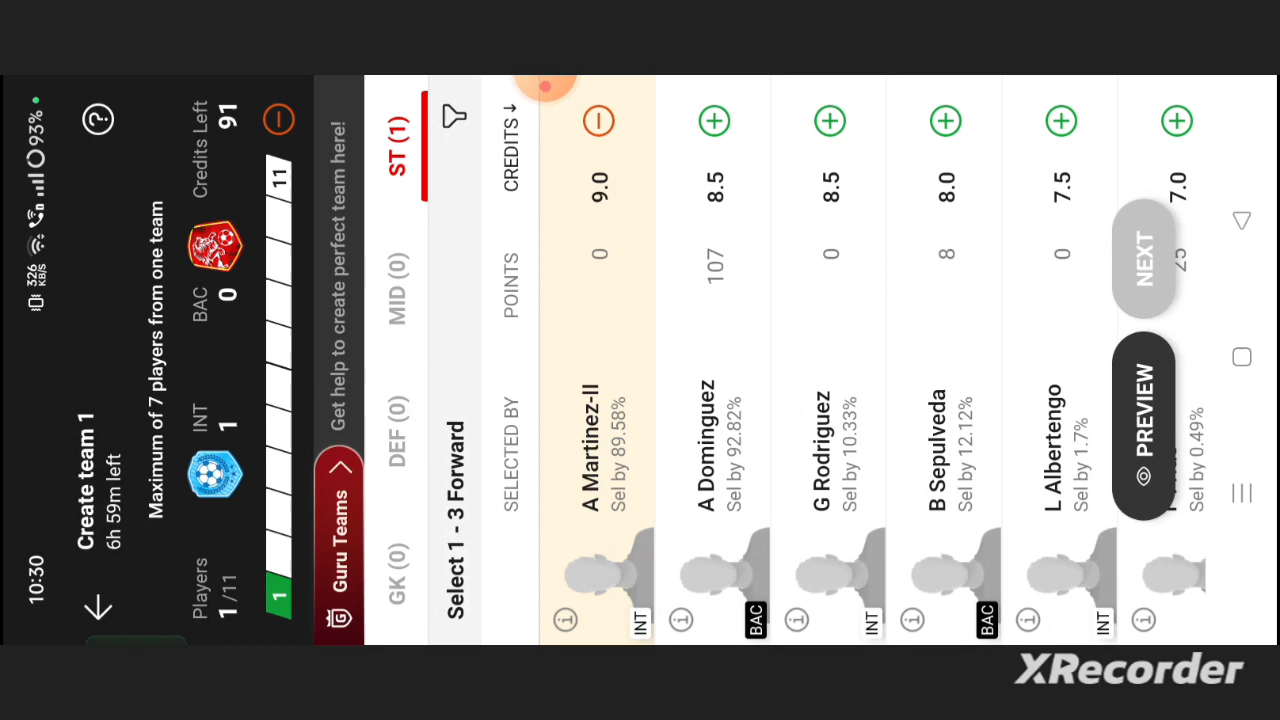 10:30
326 KB/S
93%
Create team 1
6h 59m left
Maximum of 7 players from one team
Players
1/11
INT
1
BAC
0
Credits Left
91
1
11
Guru Teams
Get help to create perfect team here!
GK (0)
DEF (0)
MID (0)
ST (1)
Select 1 - 3 Forward
SELECTED BY
POINTS
CREDITS
INT
A Martinez-II
Sel by 89.58%
0
9.0
BAC
A Dominguez
Sel by 92.82%
107
8.5
INT
G Rodriguez
Sel by 10.33%
0
8.5
BAC
B Sepulveda
Sel by 12.12%
8
8.0
INT
L Albertengo
Sel by 1.7%
0
7.5
Sel by 0.49%
25
7.0
PREVIEW
NEXT
XRecorder